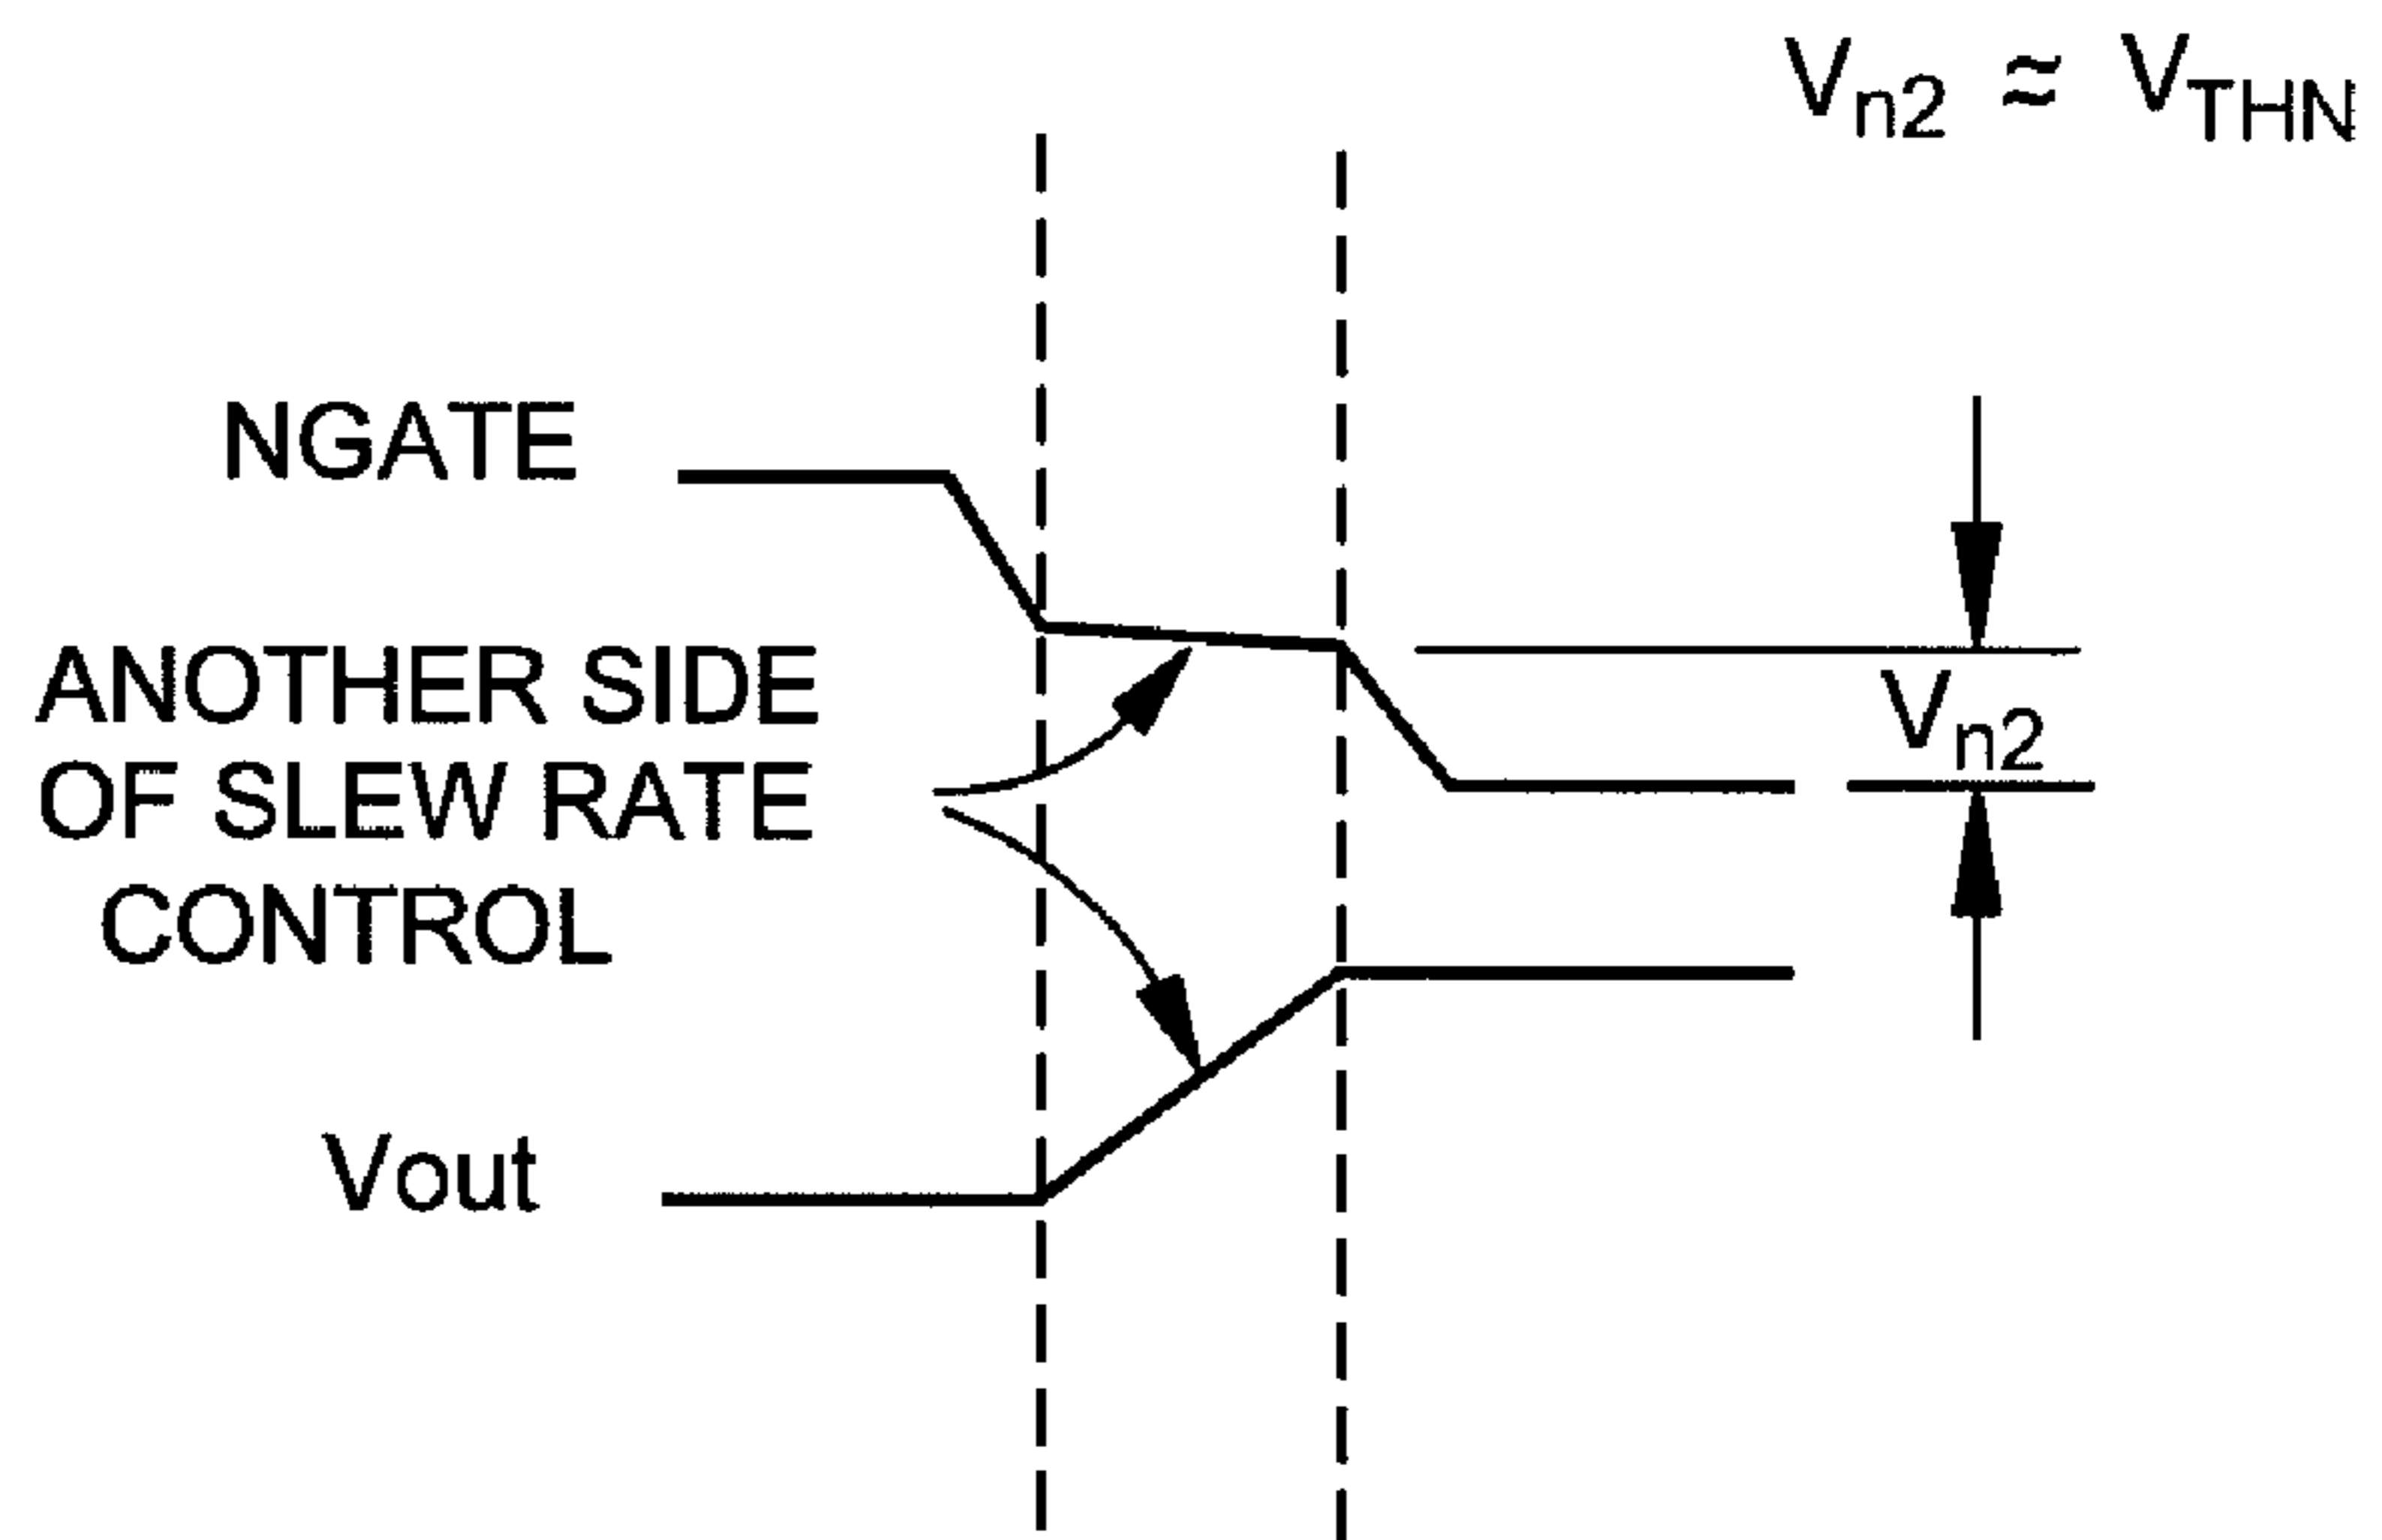 Vn2 ≈ VTHN
NGATE
ANOTHER SIDE
OF SLEW RATE
CONTROL
Vn2
Vout